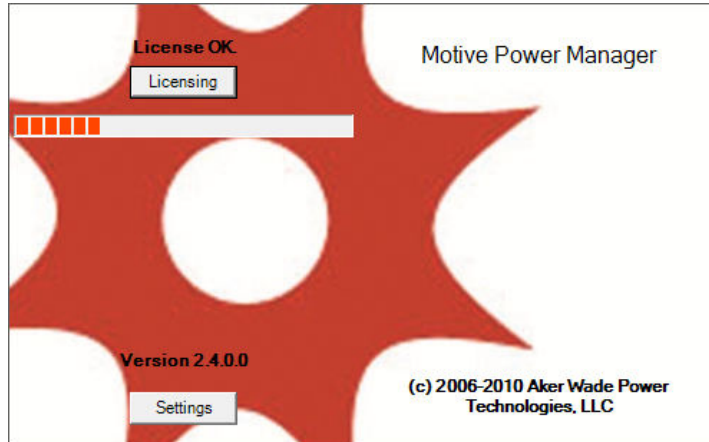 License OK.
Motive Power Manager
Licensing
Version 2.4.0.0
Settings
(c) 2006-2010 Aker Wade Power
Technologies, LLC